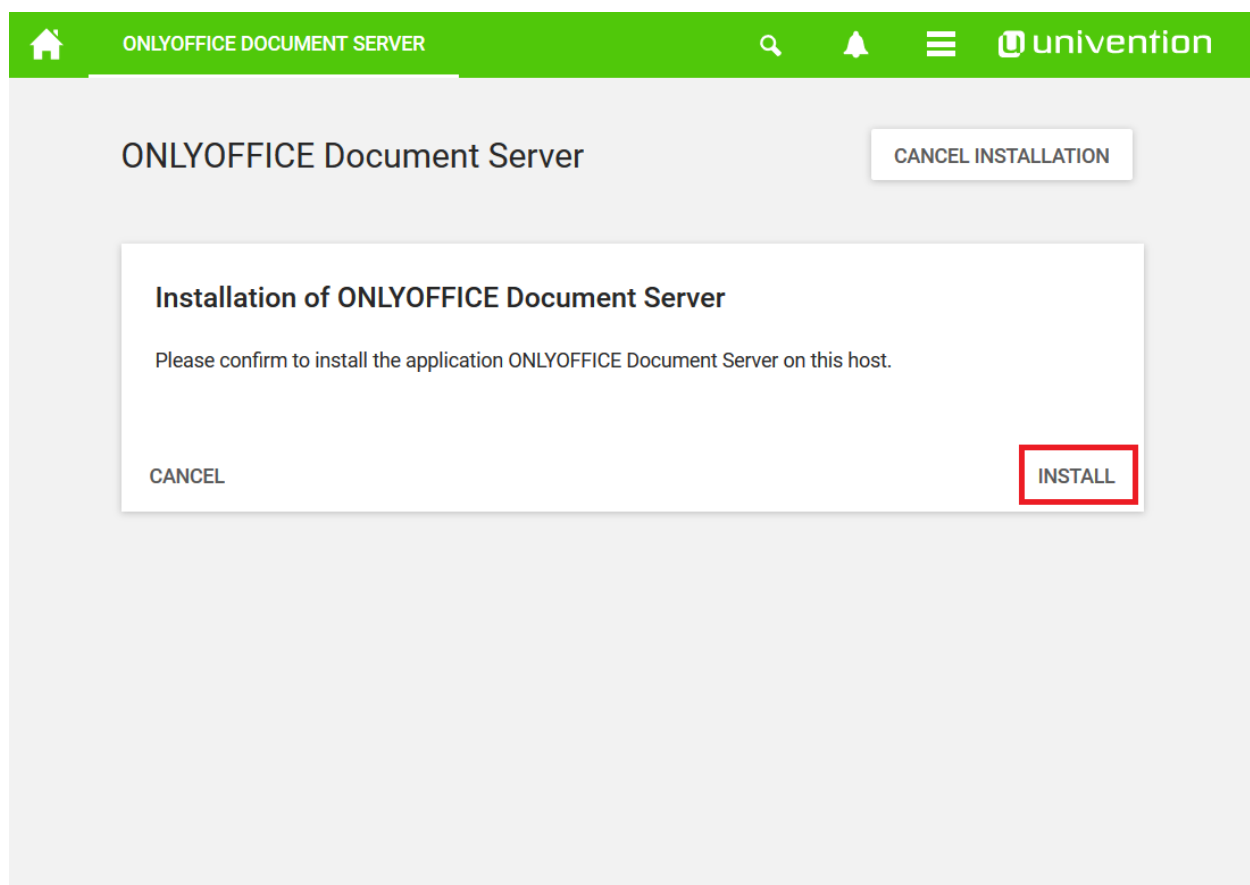 ONLYOFFICE DOCUMENT SERVER
univention
ONLYOFFICE Document Server
CANCEL INSTALLATION
Installation of ONLYOFFICE Document Server
Please confirm to install the application ONLYOFFICE Document Server on this host.
CANCEL
INSTALL